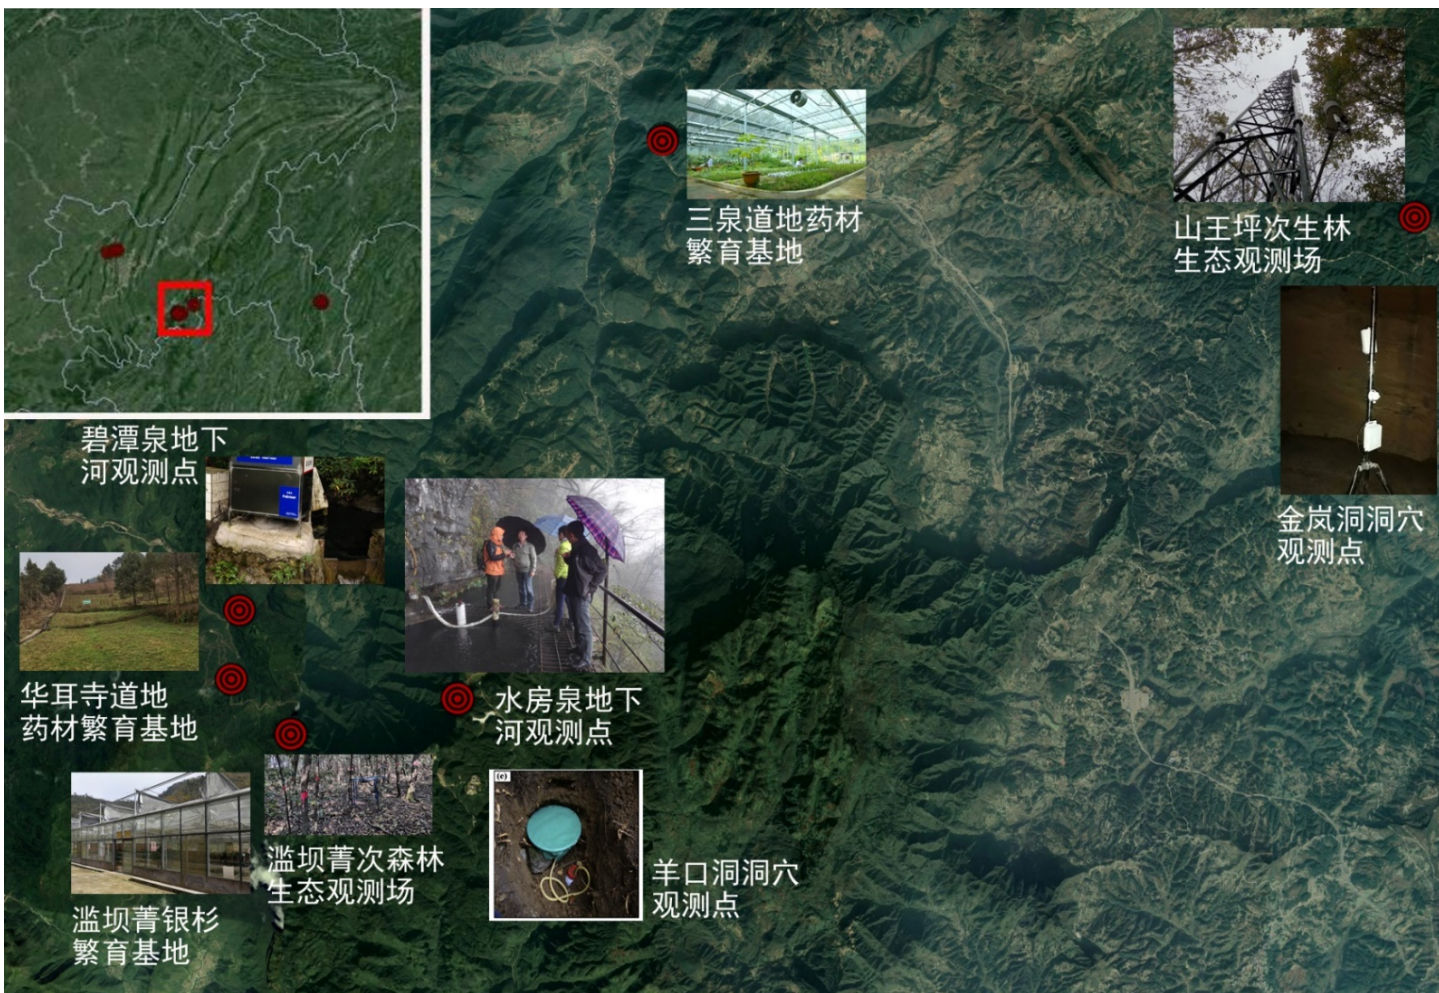 三泉道地药材
繁育基地
山王坪次生林
生态观测场
碧潭泉地下
河观测点
金岚洞洞穴
观测点
华耳寺道地
药材繁育基地
水房泉地下
河观测点
(e)
滥坝菁次森林
生态观测场
羊口洞洞穴
观测点
滥坝菁银杉
繁育基地